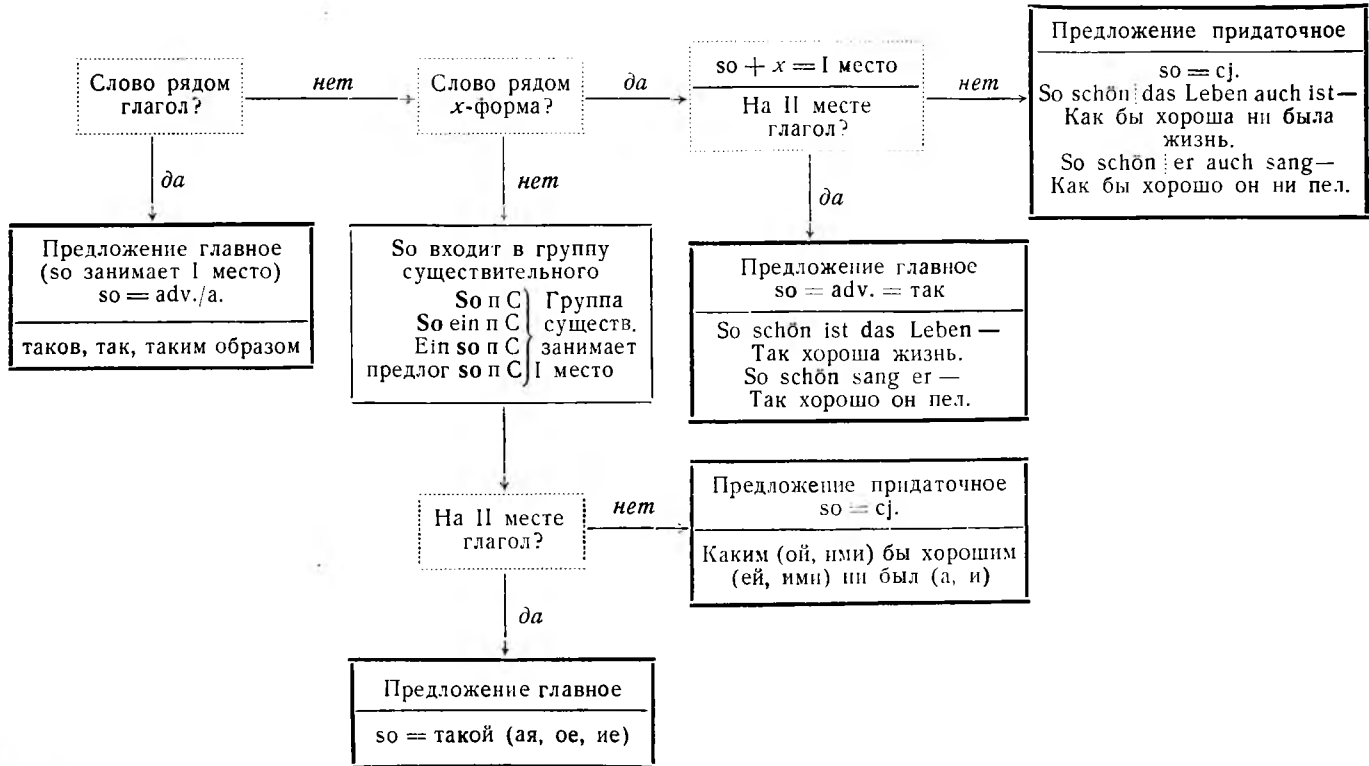 Слово рядом
глагол?
нет
Слово рядом
x-форма?
да
so + x = I место
На II месте
глагол?
нет
Предложение придаточное
so = cj.
So schön das Leben auch ist—
Как бы хороша ни была
жизнь.
So schön er auch sang—
Как бы хорошо он ни пел.
да
нет
да
Предложение главное
(so занимает I место)
so = adv./a.
таков, так, таким образом
So входит в группу
существительного
So п С
So ein п С
Ein so п С
предлог so п С
Группа
существ.
занимает
I место
Предложение главное
so = adv. = так
So schön ist das Leben —
Так хороша жизнь.
So schön sang er —
Так хорошо он пел.
На II месте
глагол?
нет
Предложение придаточное
so = cj.
Каким (ой, ими) бы хорошим
(ей, ими) ни был (а, и)
да
Предложение главное
so = такой (ая, ое, ие)